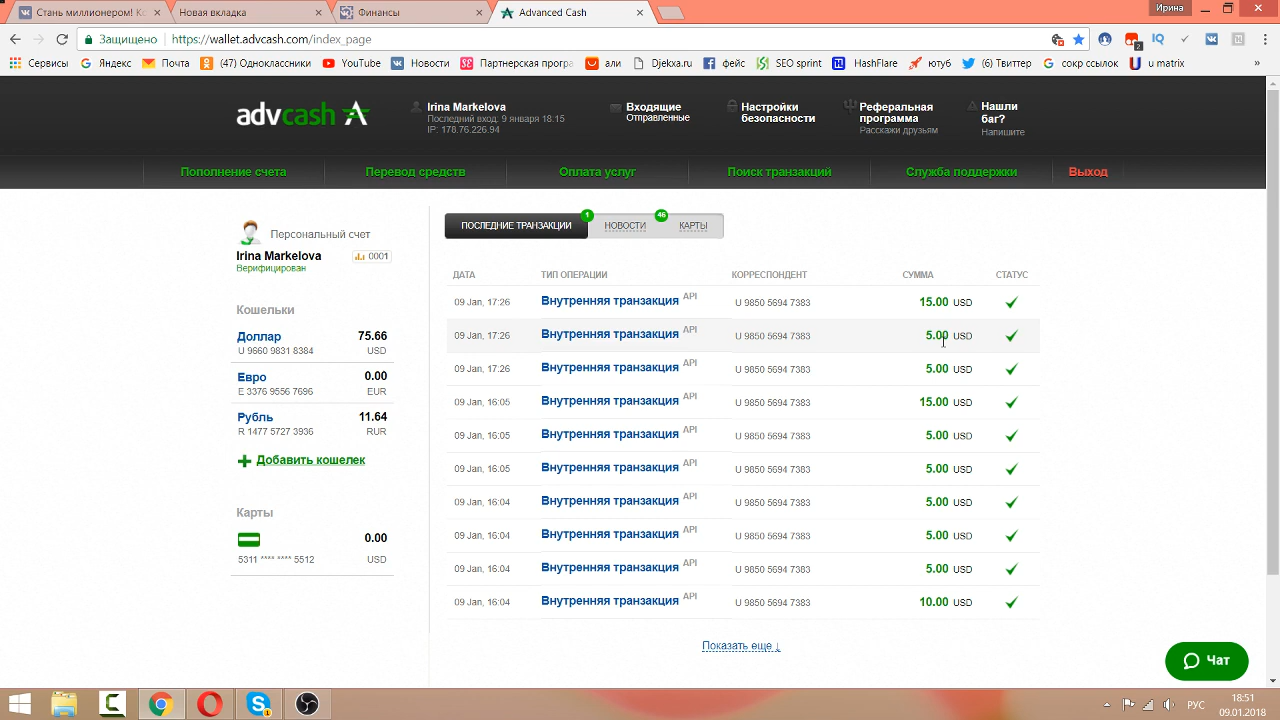 Стань миллионером! К
Новая вкладка
Финансы
Advanced Cash
Ирина
Защищено
https://wallet.advcash.com/index_page
Сервисы
Яндекс
Почта
(47) Одноклассники
YouTube
Новости
Партнерская прогр
али
Djekxa.ru
фейс
SEO sprint
HashFlare
ютуб
(6) Твиттер
сокр ссылок
u matrix
»
advcash
Irina Markelova
Последний вход: 9 января 18:15
IP: 178.76.226.94
Входящие
Отправленные
Настройки
безопасности
Реферальная
программа
Расскажи друзьям
Нашли
баг?
Напишите
Пополнение счета
Перевод средств
Оплата услуг
Поиск транзакций
Служба поддержки
Выход
Персональный счет
Irina Markelova
0001
Верифицирован
Кошельки
Доллар 75.66
U 9660 9831 8384 USD
Евро 0.00
E 3376 9556 7696 EUR
Рубль 11.64
R 1477 5727 3936 RUR
Добавить кошелек
Карты
0.00
5311 **** **** 5512 USD
ПОСЛЕДНИЕ ТРАНЗАКЦИИ 1
НОВОСТИ 46
КАРТЫ
ДАТА ТИП ОПЕРАЦИИ КОРРЕСПОНДЕНТ СУММА СТАТУС
09 Jan, 17:26 Внутренняя транзакция API U 9850 5694 7383 15.00 USD
09 Jan, 17:26 Внутренняя транзакция API U 9850 5694 7383 5.00 USD
09 Jan, 17:26 Внутренняя транзакция API U 9850 5694 7383 5.00 USD
09 Jan, 16:05 Внутренняя транзакция API U 9850 5694 7383 15.00 USD
09 Jan, 16:05 Внутренняя транзакция API U 9850 5694 7383 5.00 USD
09 Jan, 16:05 Внутренняя транзакция API U 9850 5694 7383 5.00 USD
09 Jan, 16:04 Внутренняя транзакция API U 9850 5694 7383 5.00 USD
09 Jan, 16:04 Внутренняя транзакция API U 9850 5694 7383 5.00 USD
09 Jan, 16:04 Внутренняя транзакция API U 9850 5694 7383 5.00 USD
09 Jan, 16:04 Внутренняя транзакция API U 9850 5694 7383 10.00 USD
Показать еще ↓
Чат
РУС
18:51
09.01.2018